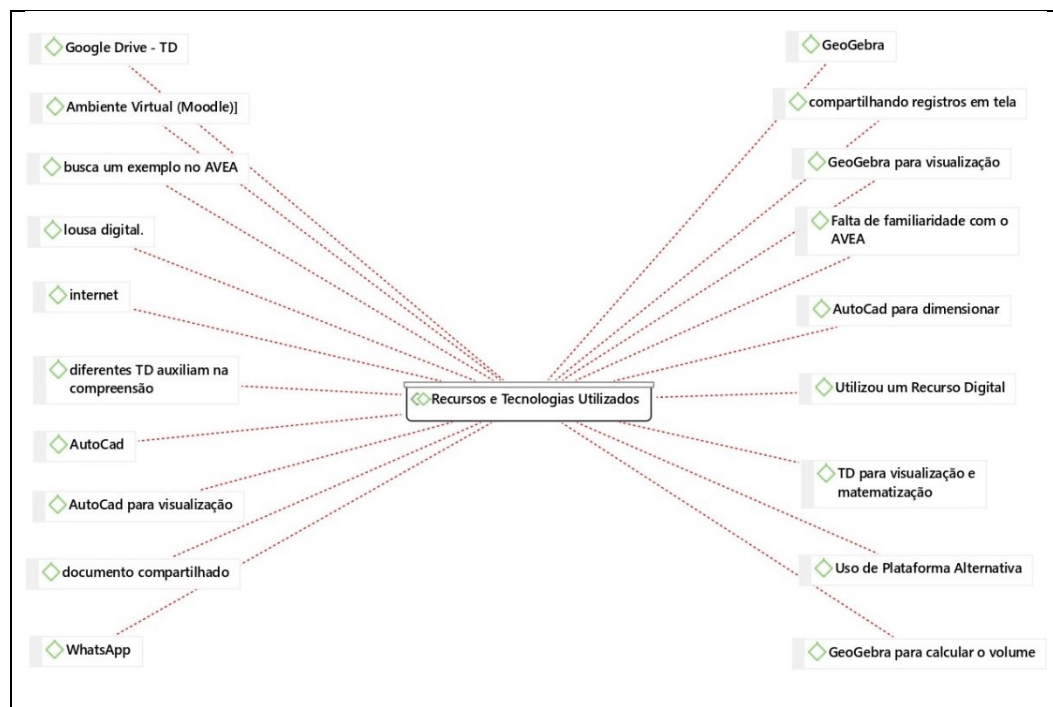 Google Drive - TD
Ambiente Virtual (Moodle)]
busca um exemplo no AVEA
lousa digital.
internet
diferentes TD auxiliam na
compreensão
AutoCad
AutoCad para visualização
documento compartilhado
WhatsApp
Recursos e Tecnologias Utilizados
GeoGebra
compartilhando registros em tela
GeoGebra para visualização
Falta de familiaridade com o
AVEA
AutoCad para dimensionar
Utilizou um Recurso Digital
TD para visualização e
matematização
Uso de Plataforma Alternativa
GeoGebra para calcular o volume